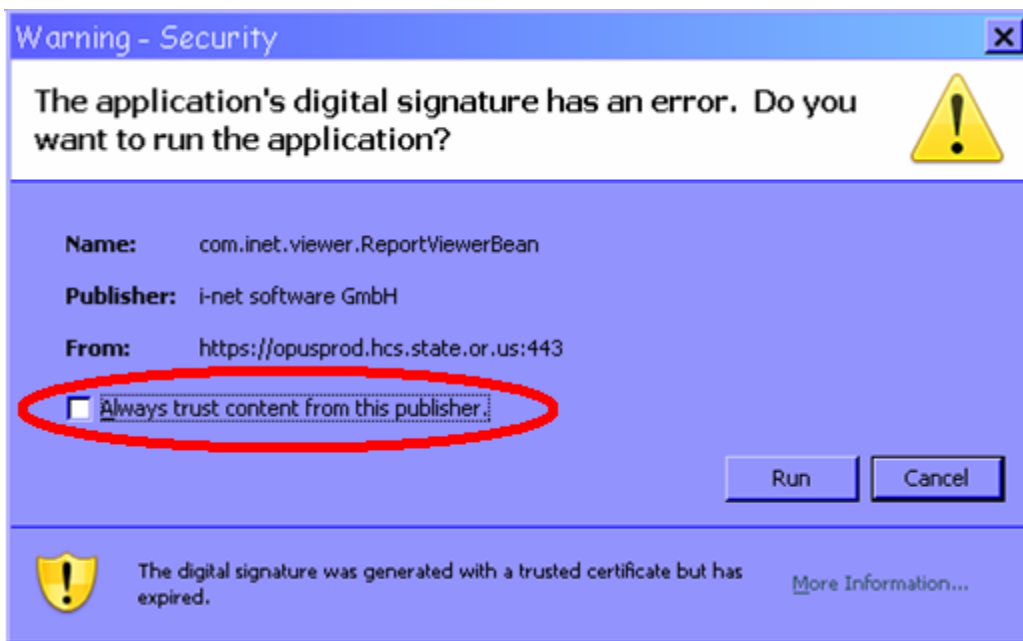 Warning - Security
The application's digital signature has an error. Do you
want to run the application?
Name: com.inet.viewer.ReportViewerBean
Publisher: i-net software GmbH
From: https://opusprod.hcs.state.or.us:443
Always trust content from this publisher.
Run Cancel
The digital signature was generated with a trusted certificate but has
expired.
More Information...